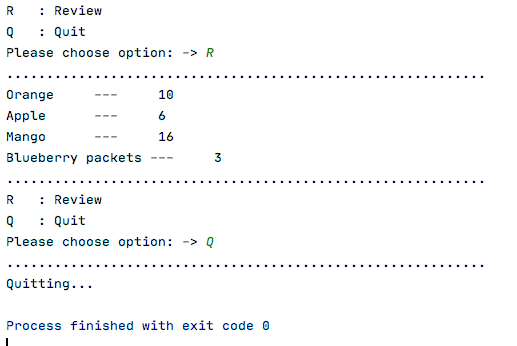 R   : Review
Q   : Quit
Please choose option: -> R
............................................................
Orange     ---     10
Apple      ---     6
Mango      ---     16
Blueberry packets ---     3
............................................................
R   : Review
Q   : Quit
Please choose option: -> Q
............................................................
Quitting...
Process finished with exit code 0